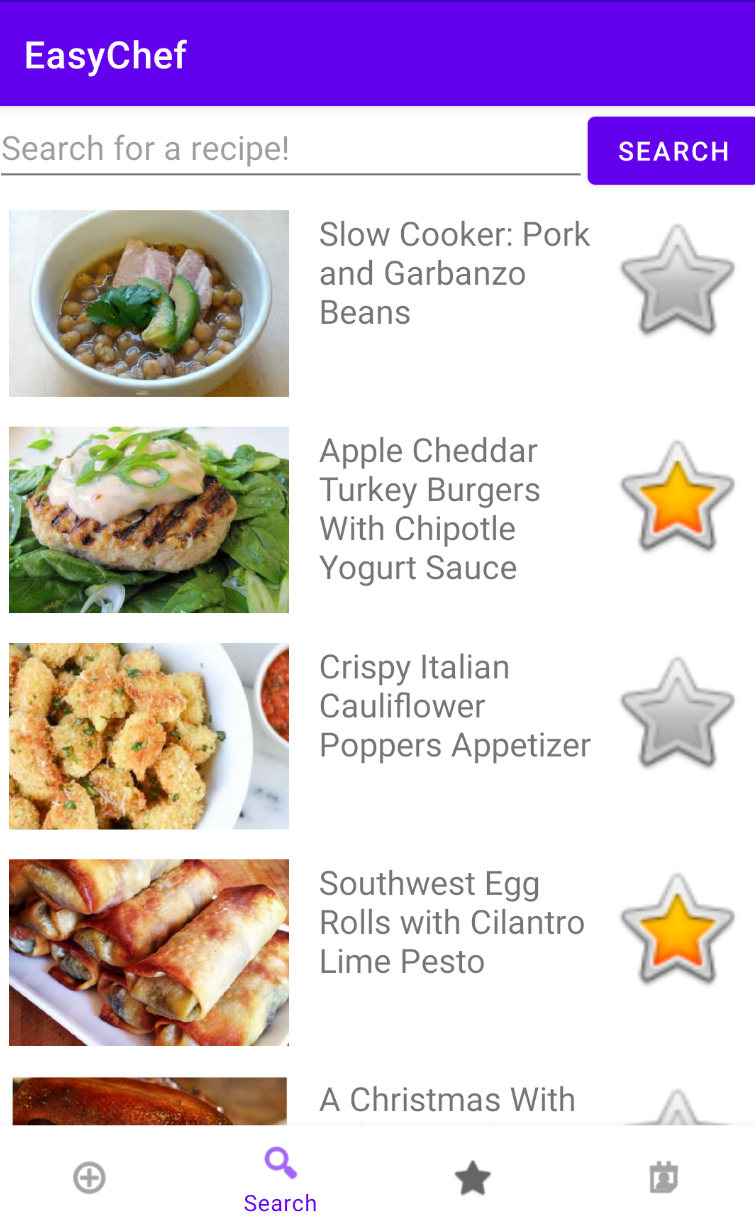 EasyChef
Search for a recipe!
SEARCH
Slow Cooker: Pork
and Garbanzo
Beans
Apple Cheddar
Turkey Burgers
With Chipotle
Yogurt Sauce
Crispy Italian
Cauliflower
Poppers Appetizer
Southwest Egg
Rolls with Cilantro
Lime Pesto
A Christmas With
Search